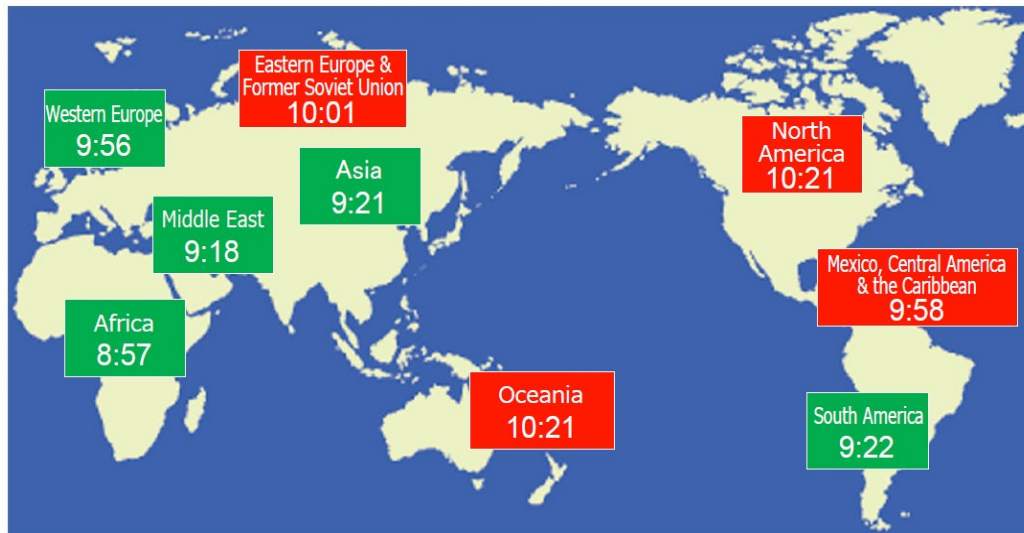 Eastern Europe &
Former Soviet Union
10:01
Western Europe
9:56
Asia
9:21
North
America
10:21
Middle East
9:18
Mexico, Central America
& the Caribbean
9:58
Africa
8:57
Oceania
10:21
South America
9:22